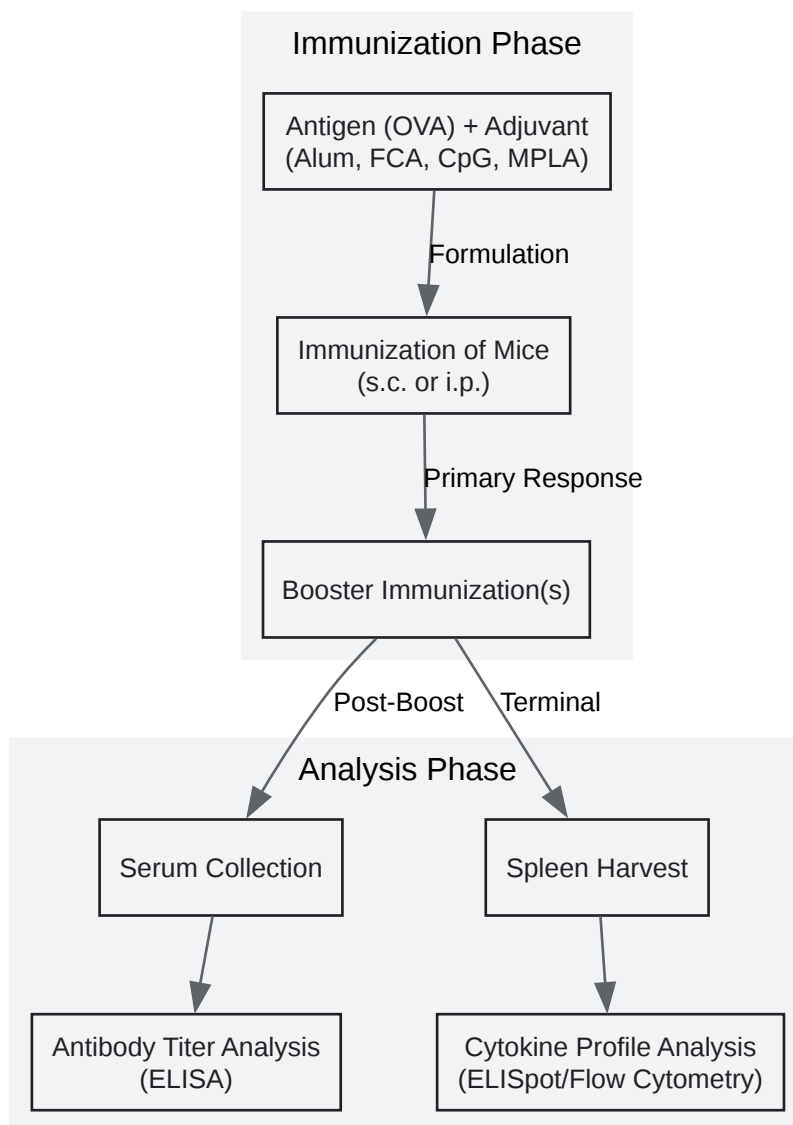 Immunization Phase
Antigen (OVA) + Adjuvant
(Alum, FCA, CpG, MPLA)
Formulation
Immunization of Mice
(s.c. or i.p.)
Primary Response
Booster Immunization(s)
Post-Boost
Terminal
Analysis Phase
Serum Collection
Spleen Harvest
Antibody Titer Analysis
(ELISA)
Cytokine Profile Analysis
(ELISpot/Flow Cytometry)